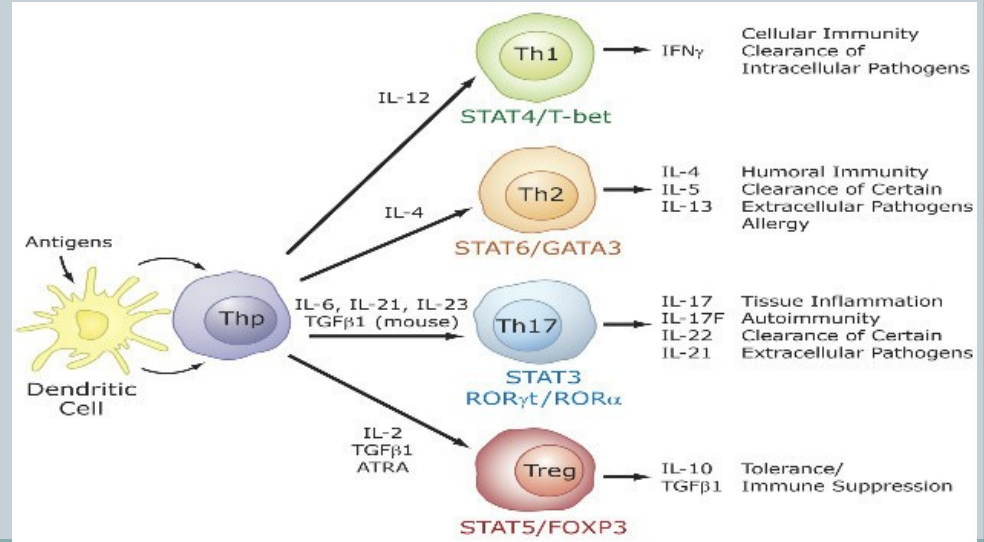 Antigens
Dendritic
Cell
Thp
IL-12
Th1
STAT4/T-bet
IFNγ
Cellular Immunity
Clearance of
Intracellular Pathogens
IL-4
Th2
STAT6/GATA3
IL-4
IL-5
IL-13
Humoral Immunity
Clearance of Certain
Extracellular Pathogens
Allergy
IL-6, IL-21, IL-23
TGFβ1 (mouse)
Th17
STAT3
RORγt/RORα
IL-17
IL-17F
IL-22
IL-21
Tissue Inflammation
Autoimmunity
Clearance of Certain
Extracellular Pathogens
IL-2
TGFβ1
ATRA
Treg
STAT5/FOXP3
IL-10
TGFβ1
Tolerance/
Immune Suppression